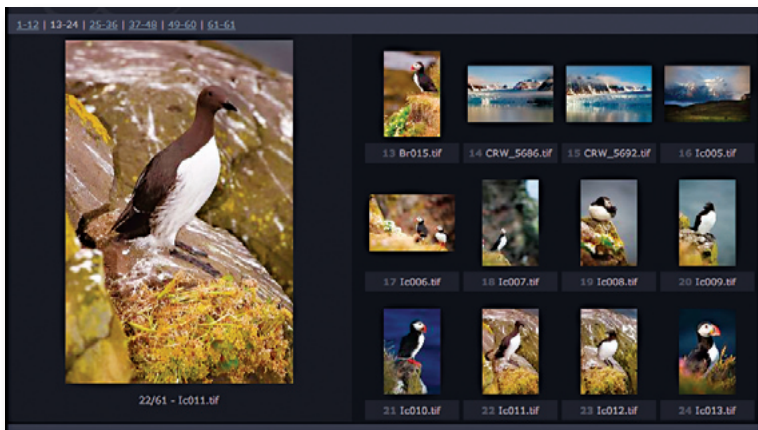 1-12 | 13-24 | 25-36 | 37-48 | 49-60 | 61-61
13 Br015.tif
14 CRW_5686.tif
15 CRW_5692.tif
16 Ic005.tif
17 Ic006.tif
18 Ic007.tif
19 Ic008.tif
20 Ic009.tif
21 Ic010.tif
22 Ic011.tif
23 Ic012.tif
24 Ic013.tif
22/61 - Ic011.tif